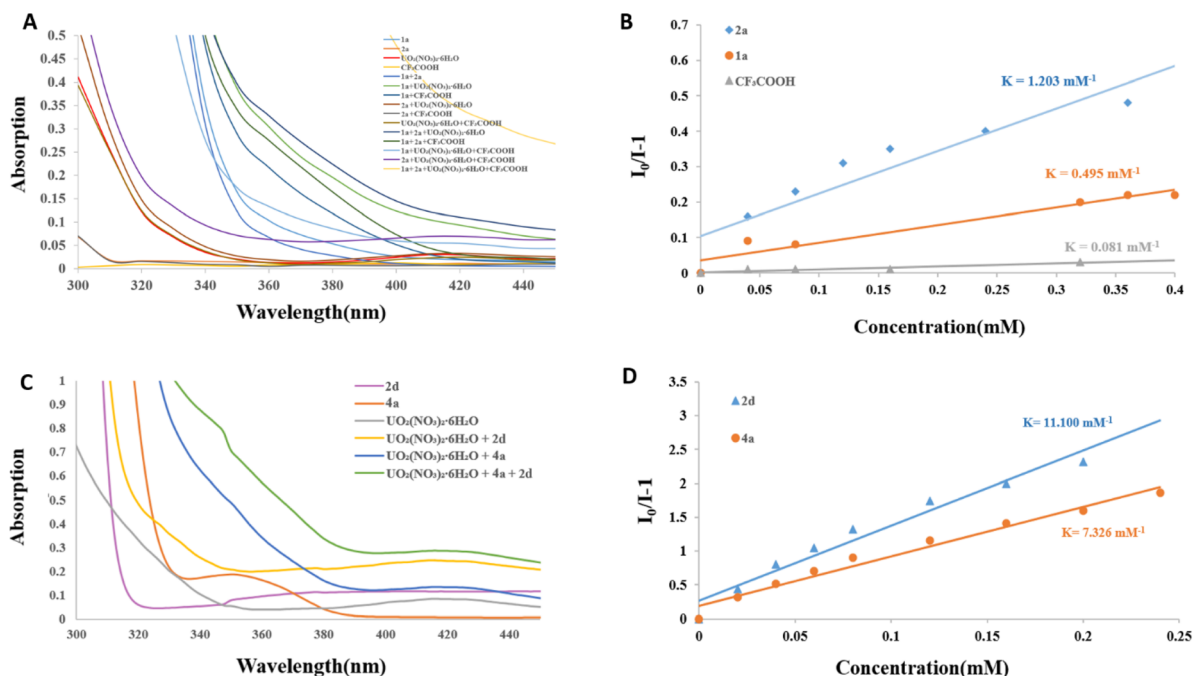 A
Absorption
0.5
0.45
0.4
0.35
0.3
0.25
0.2
0.15
0.1
0.05
0
300 320 340 360 380 400 420 440
Wavelength(nm)
1a
2a
UO₂(NO₃)₂·6H₂O
CF₃COOH
1a+2a
1a+UO₂(NO₃)₂·6H₂O
1a+CF₃COOH
2a+UO₂(NO₃)₂·6H₂O
2a+CF₃COOH
UO₂(NO₃)₂·6H₂O+CF₃COOH
1a+2a+UO₂(NO₃)₂·6H₂O
1a+2a+CF₃COOH
1a+UO₂(NO₃)₂·6H₂O+CF₃COOH
2a+UO₂(NO₃)₂·6H₂O+CF₃COOH
1a+2a+UO₂(NO₃)₂·6H₂O+CF₃COOH
B
I₀/I-1
0.7
0.6
0.5
0.4
0.3
0.2
0.1
0
0 0.05 0.1 0.15 0.2 0.25 0.3 0.35 0.4
Concentration(mM)
2a
1a
CF₃COOH
K = 1.203 mM⁻¹
K = 0.495 mM⁻¹
K = 0.081 mM⁻¹
C
Absorption
1
0.9
0.8
0.7
0.6
0.5
0.4
0.3
0.2
0.1
0
300 320 340 360 380 400 420 440
Wavelength(nm)
2d
4a
UO₂(NO₃)₂·6H₂O
UO₂(NO₃)₂·6H₂O + 2d
UO₂(NO₃)₂·6H₂O + 4a
UO₂(NO₃)₂·6H₂O + 4a + 2d
D
I₀/I-1
3.5
3
2.5
2
1.5
1
0.5
0
0 0.05 0.1 0.15 0.2 0.25
Concentration(mM)
2d
4a
K= 11.100 mM⁻¹
K= 7.326 mM⁻¹